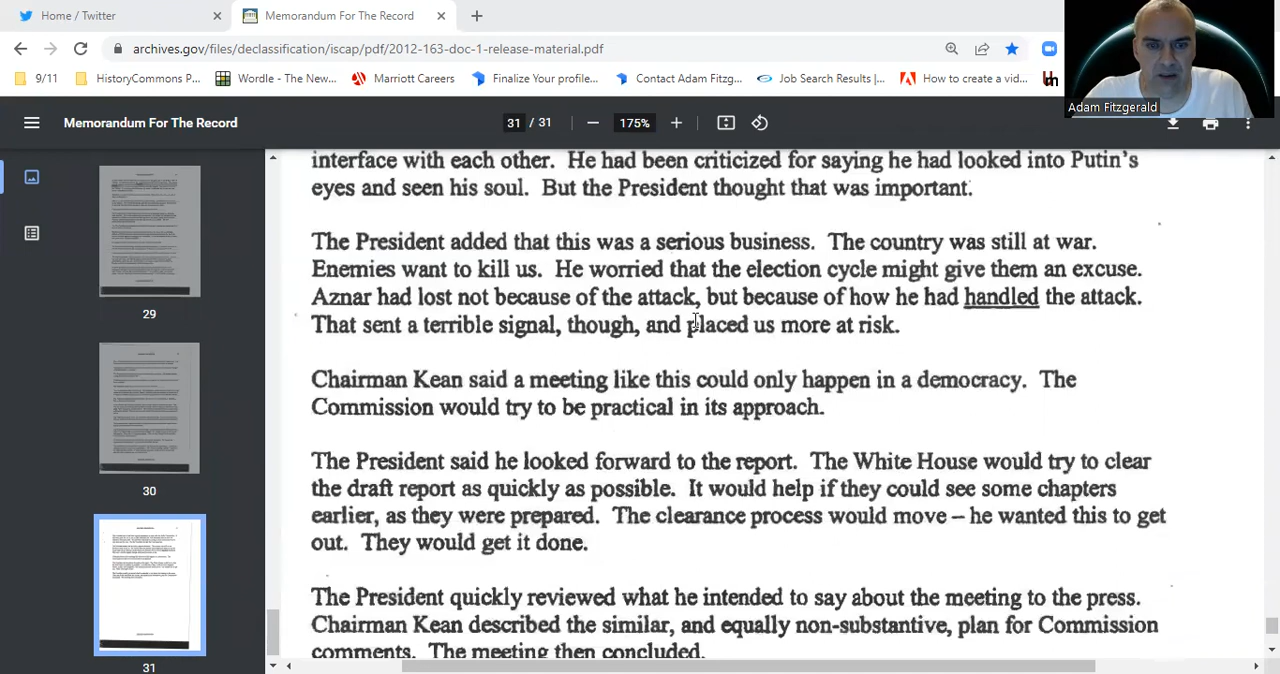 Home / Twitter
Memorandum For The Record
archives.gov/files/declassification/iscap/pdf/2012-163-doc-1-release-material.pdf
9/11
HistoryCommons P...
Wordle - The New...
Marriott Careers
Finalize Your profile...
Contact Adam Fitzg...
Job Search Results |...
How to create a vid...
Adam Fitzgerald
Memorandum For The Record
31 / 31
175%
29
30
31
interface with each other. He had been criticized for saying he had looked into Putin's
eyes and seen his soul. But the President thought that was important.
The President added that this was a serious business. The country was still at war.
Enemies want to kill us. He worried that the election cycle might give them an excuse.
Aznar had lost not because of the attack, but because of how he had handled the attack.
That sent a terrible signal, though, and placed us more at risk.
Chairman Kean said a meeting like this could only happen in a democracy. The
Commission would try to be practical in its approach.
The President said he looked forward to the report. The White House would try to clear
the draft report as quickly as possible. It would help if they could see some chapters
earlier, as they were prepared. The clearance process would move – he wanted this to get
out. They would get it done.
The President quickly reviewed what he intended to say about the meeting to the press.
Chairman Kean described the similar, and equally non-substantive, plan for Commission
comments. The meeting then concluded.